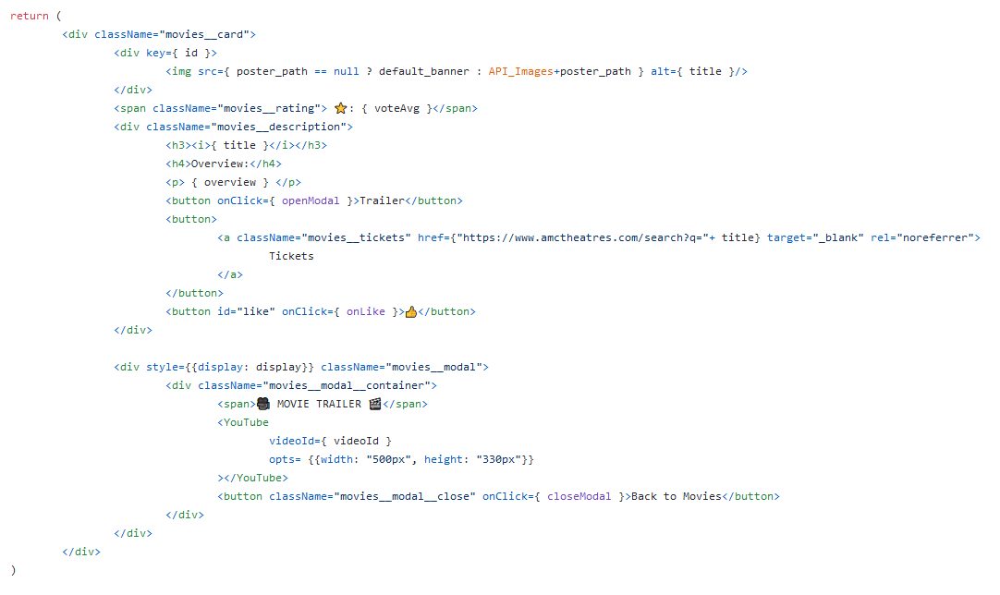 return (
<div className="movies__card">
<div key={ id }>
<img src={ poster_path == null ? default_banner : API_Images+poster_path } alt={ title }/>
</div>
<span className="movies__rating"> ⭐: { voteAvg }</span>
<div className="movies__description">
<h3><i>{ title }</i></h3>
<h4>Overview:</h4>
<p> { overview } </p>
<button onClick={ openModal }>Trailer</button>
<button>
<a className="movies__tickets" href={"https://www.amctheatres.com/search?q="+ title} target="_blank" rel="noreferrer">
Tickets
</a>
</button>
<button id="like" onClick={ onLike }>👍</button>
</div>
<div style={{display: display}} className="movies__modal">
<div className="movies__modal__container">
<span>🎥 MOVIE TRAILER 🎬</span>
<YouTube
videoId={ videoId }
opts= {{width: "500px", height: "330px"}}
></YouTube>
<button className="movies__modal__close" onClick={ closeModal }>Back to Movies</button>
</div>
</div>
</div>
)